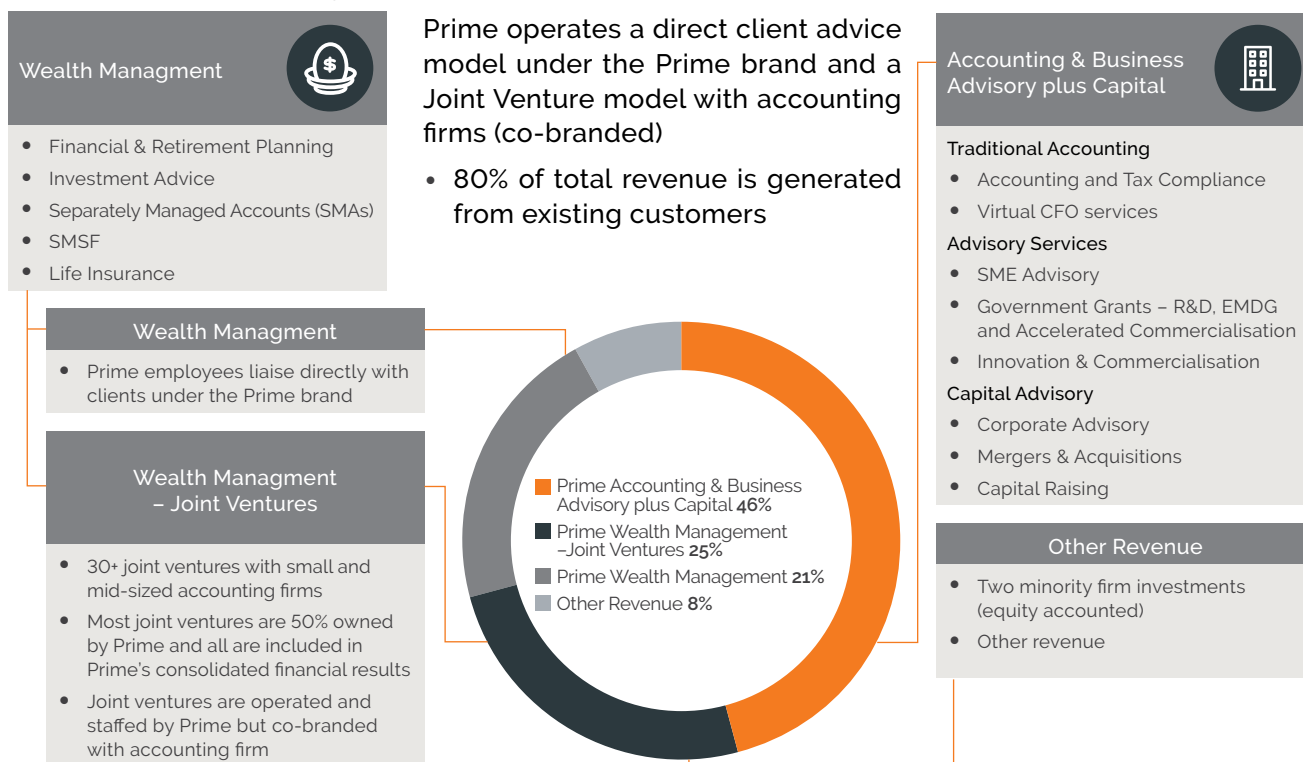 Wealth Managment
$
• Financial & Retirement Planning
• Investment Advice
• Separately Managed Accounts (SMAs)
• SMSF
• Life Insurance
Prime operates a direct client advice
model under the Prime brand and a
Joint Venture model with accounting
firms (co-branded)
• 80% of total revenue is generated
from existing customers
Accounting & Business
Advisory plus Capital
Traditional Accounting
• Accounting and Tax Compliance
• Virtual CFO services
Advisory Services
• SME Advisory
• Government Grants – R&D, EMDG
and Accelerated Commercialisation
• Innovation & Commercialisation
Capital Advisory
• Corporate Advisory
• Mergers & Acquisitions
• Capital Raising
Wealth Managment
• Prime employees liaise directly with
clients under the Prime brand
Wealth Managment
– Joint Ventures
• 30+ joint ventures with small and
mid-sized accounting firms
• Most joint ventures are 50% owned
by Prime and all are included in
Prime's consolidated financial results
• Joint ventures are operated and
staffed by Prime but co-branded
with accounting firm
Prime Accounting & Business
Advisory plus Capital 46%
Prime Wealth Management
–Joint Ventures 25%
Prime Wealth Management 21%
Other Revenue 8%
Other Revenue
• Two minority firm investments
(equity accounted)
• Other revenue